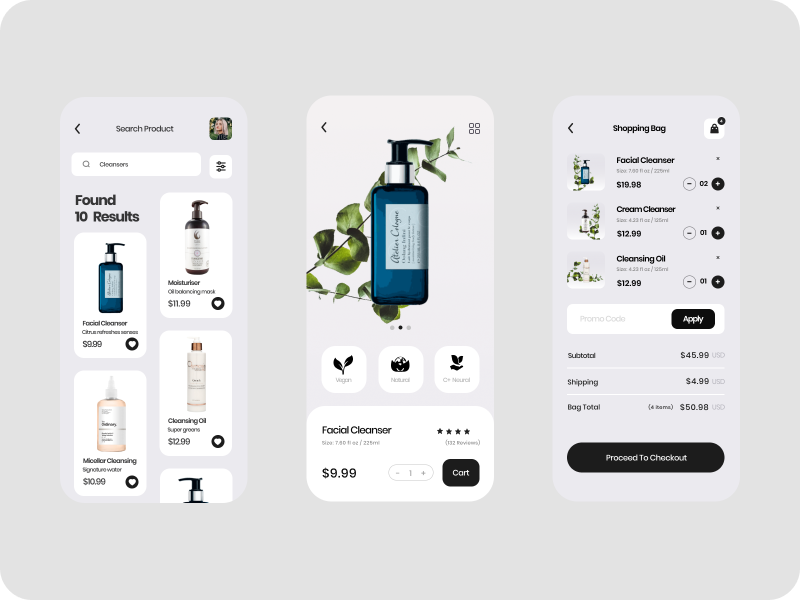 Search Product
Cleansers
Found
10 Results
Moisturiser
Oil balancing mask
$11.99
Facial Cleanser
Citrus refreshes senses
$9.99
Cleansing Oil
Super greans
$12.99
Ordinary.
Micellar Cleansing
Signature water
$10.99
Atelier Cologne
Vegan
Natural
C+ Neural
Facial Cleanser
Size: 7.60 fl oz / 225ml
(132 Reviews)
$9.99
− 1 +
Cart
Shopping Bag
4
Facial Cleanser
Size: 7.60 fl oz / 225ml
$19.98
− 02 +
Cream Cleanser
Size: 4.23 fl oz / 125ml
$12.99
− 01 +
Cleansing Oil
Size: 4.23 fl oz / 125ml
$12.99
− 01 +
Promo Code
Apply
Subtotal $45.99 USD
Shipping $4.99 USD
Bag Total (4 items) $50.98 USD
Proceed To Checkout